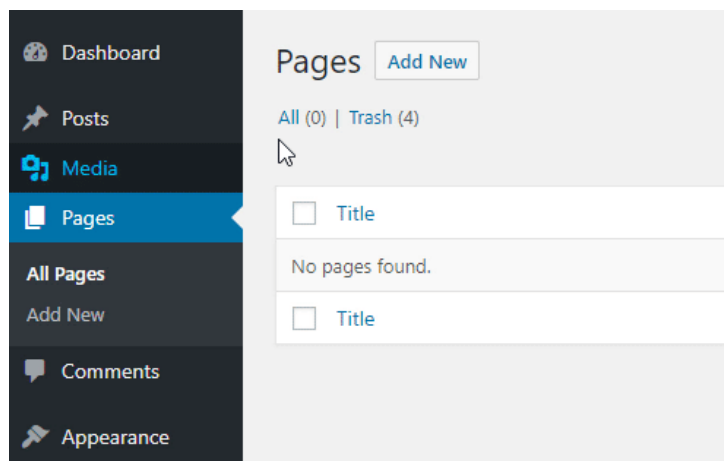 Dashboard
Posts
Media
Pages
All Pages
Add New
Comments
Appearance
Pages Add New
All (0) | Trash (4)
Title
No pages found.
Title